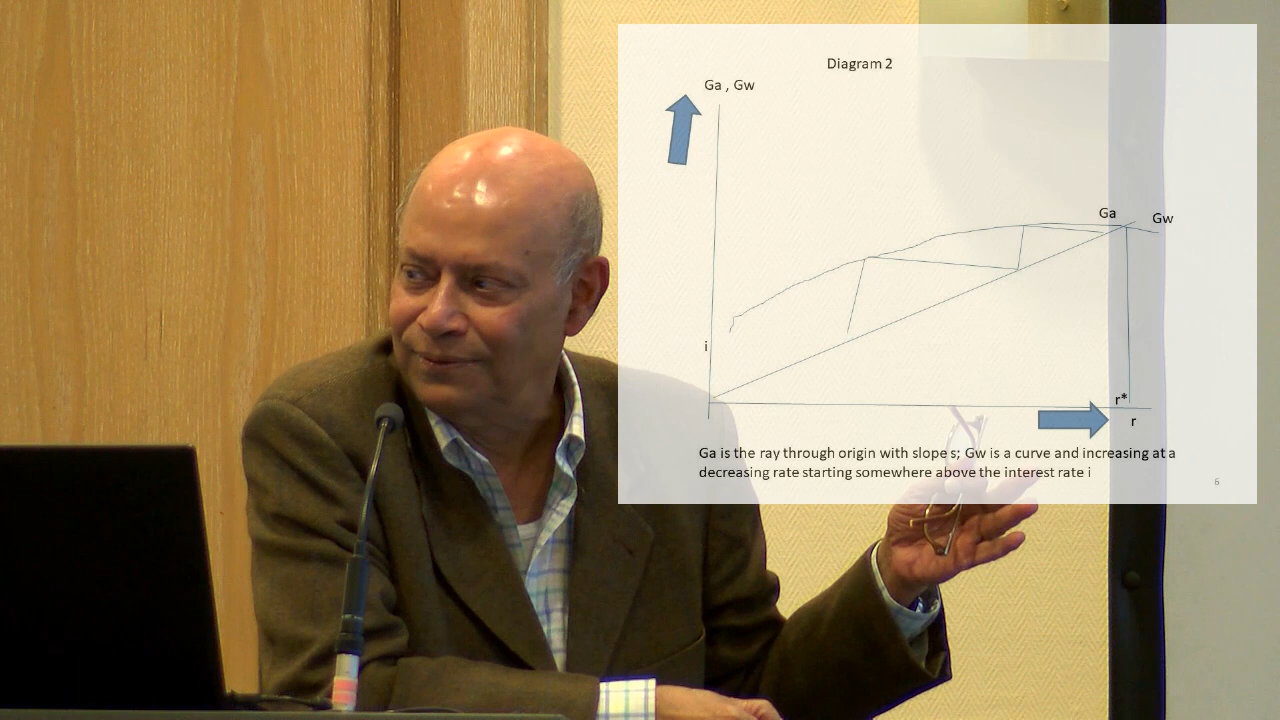 Diagram 2
Ga , Gw
Ga
Gw
i
r*
r
Ga is the ray through origin with slope s; Gw is a curve and increasing at a
decreasing rate starting somewhere above the interest rate i
6